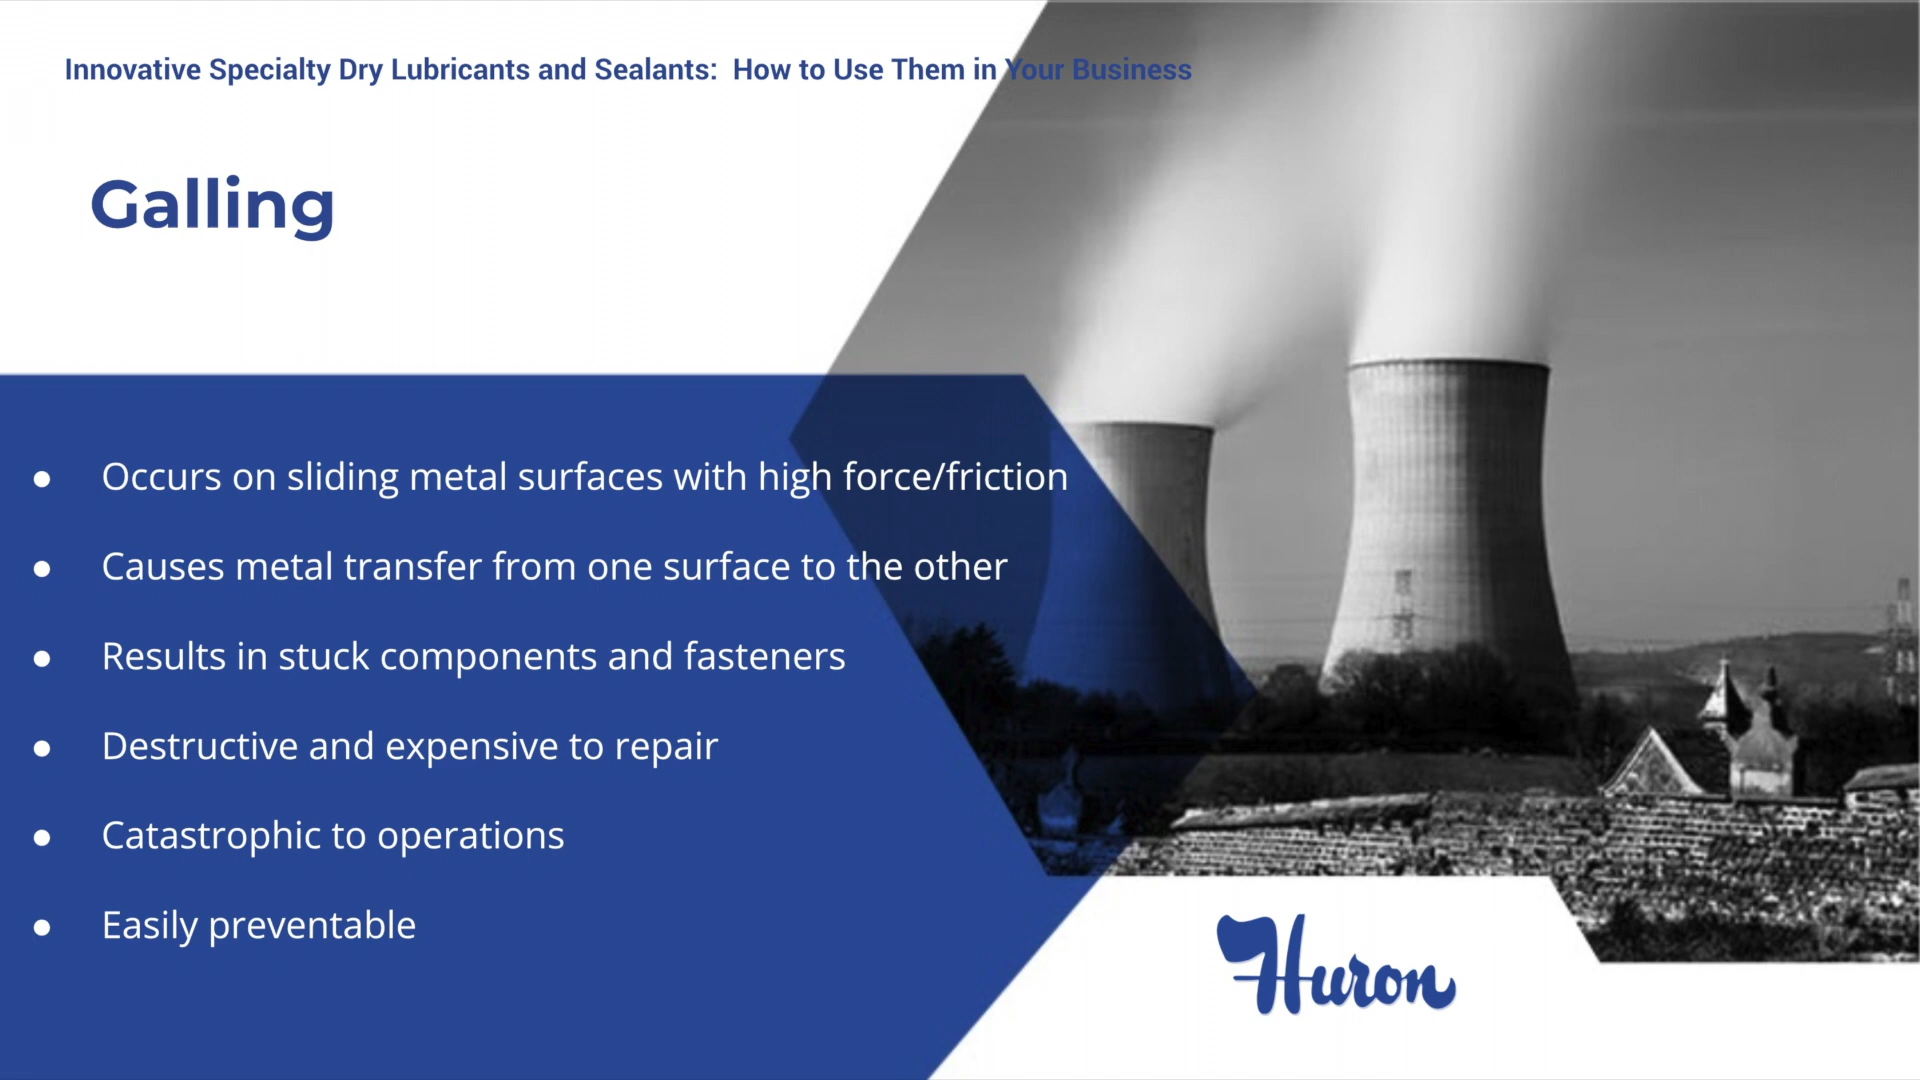 Innovative Specialty Dry Lubricants and Sealants:  How to Use Them in Your Business
Galling
● Occurs on sliding metal surfaces with high force/friction
● Causes metal transfer from one surface to the other
● Results in stuck components and fasteners
● Destructive and expensive to repair
● Catastrophic to operations
● Easily preventable
Huron